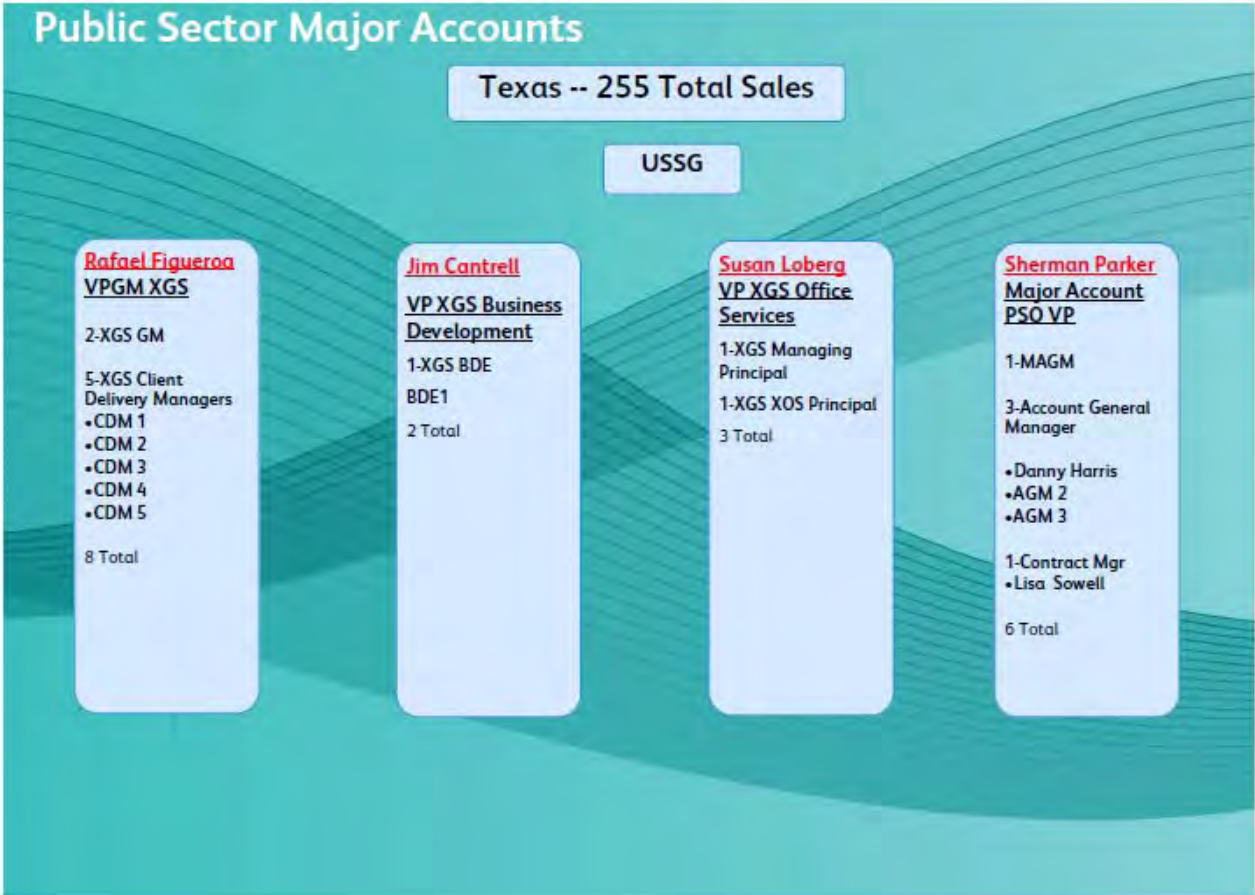 Public Sector Major Accounts
Texas -- 255 Total Sales
USSG
Rafael Figueroa
VPGM XGS
2-XGS GM
5-XGS Client
Delivery Managers
•CDM 1
•CDM 2
•CDM 3
•CDM 4
•CDM 5
8 Total
Jim Cantrell
VP XGS Business
Development
1-XGS BDE
BDE1
2 Total
Susan Loberg
VP XGS Office
Services
1-XGS Managing
Principal
1-XGS XOS Principal
3 Total
Sherman Parker
Major Account
PSO VP
1-MAGM
3-Account General
Manager
•Danny Harris
•AGM 2
•AGM 3
1-Contract Mgr
•Lisa Sowell
6 Total